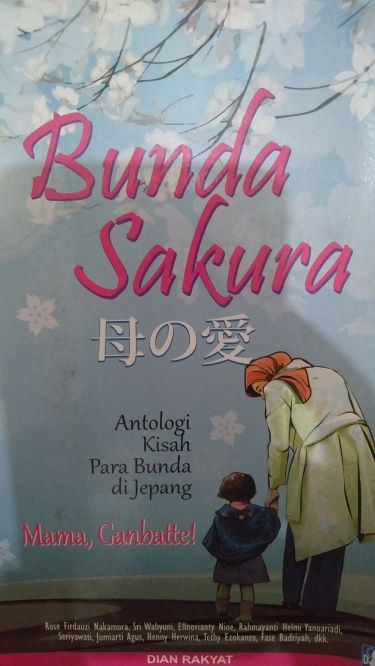 Bunda
Sakura
母の愛
Antologi
Kisah
Para Bunda
di Jepang
Mama, Ganbatte!
Rose Firdauzi Nakamura, Sri Wahyuni, Ellnovianty Nine, Rahmayanti Helmi Yanuariadi,
Seriyawati, Jumiarti Agus, Henny Herwina, Tethy Ezokanzo, Fase Badriyah, dkk.
DIAN RAKYAT